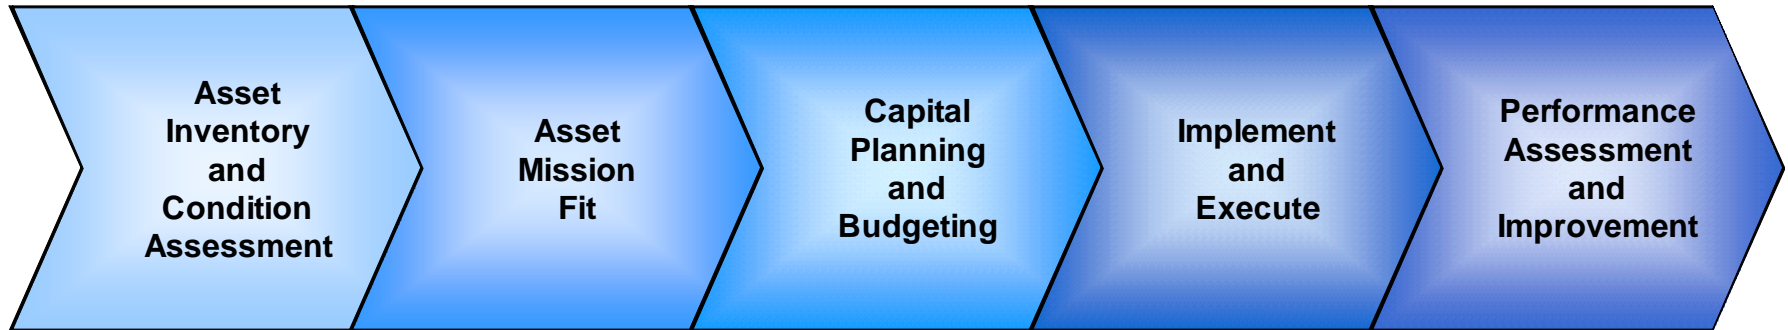 Asset
Inventory
and
Condition
Assessment
Asset
Mission
Fit
Capital
Planning
and
Budgeting
Implement
and
Execute
Performance
Assessment
and
Improvement